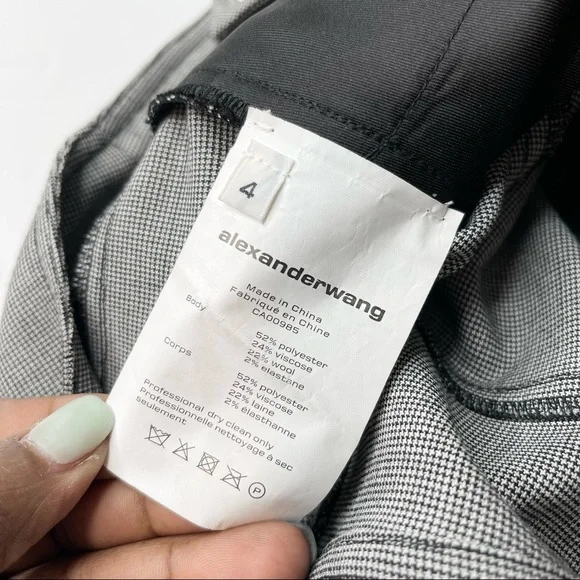 4
alexanderwang
Made in China
Fabriqué en Chine
CA00985
Body
52% polyester
24% viscose
22% wool
2% elastane
Corps
52% polyester
24% viscose
22% laine
2% élasthanne
Professional dry clean only
Professionnelle nettoyage à sec
seulement
P